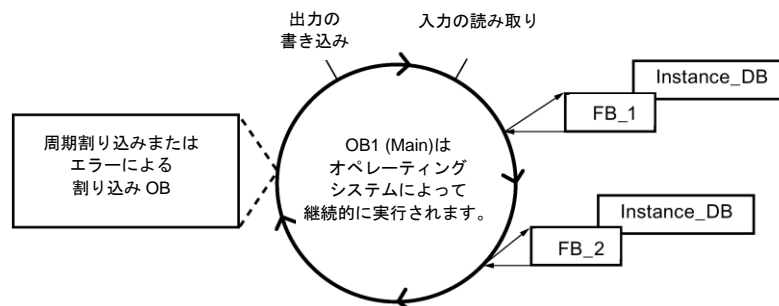 出力の
書き込み
入力の読み取り
Instance_DB
FB_1
周期割り込みまたは
エラーによる
割り込み OB
OB1 (Main)は
オペレーティング
システムによって
継続的に実行されます。
Instance_DB
FB_2